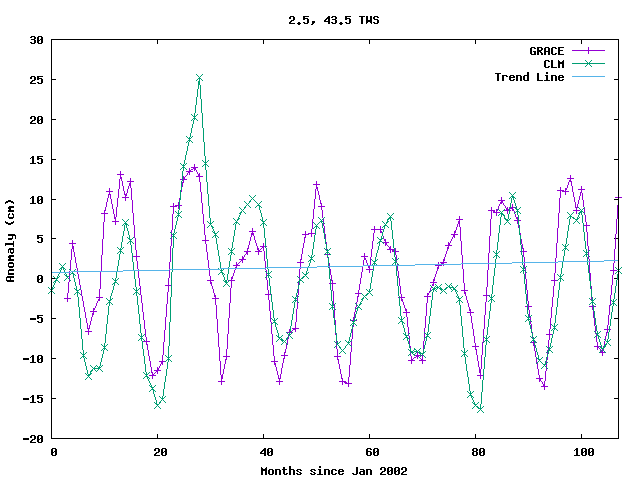 2.5, 43.5 TWS
GRACE
CLM
Trend Line
Anomaly (cm)
30
25
20
15
10
5
0
-5
-10
-15
-20
0 20 40 60 80 100
Months since Jan 2002